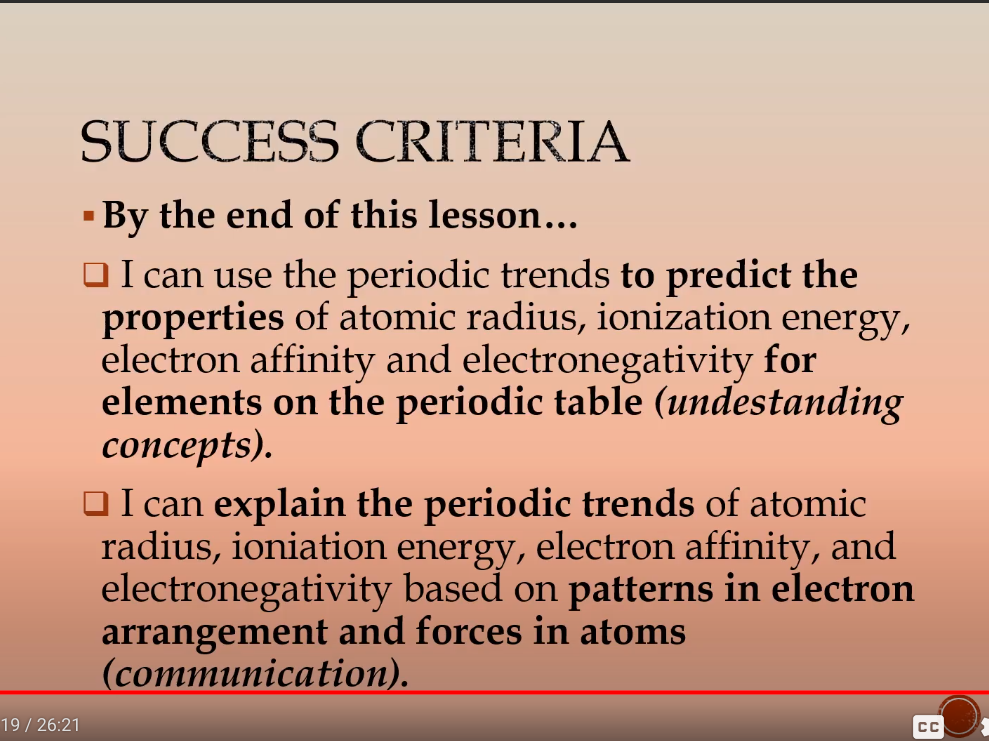 SUCCESS CRITERIA
▪ By the end of this lesson...
❑ I can use the periodic trends to predict the
properties of atomic radius, ionization energy,
electron affinity and electronegativity for
elements on the periodic table (undestanding
concepts).
❑ I can explain the periodic trends of atomic
radius, ioniation energy, electron affinity, and
electronegativity based on patterns in electron
arrangement and forces in atoms
(communication).
19 / 26:21
CC